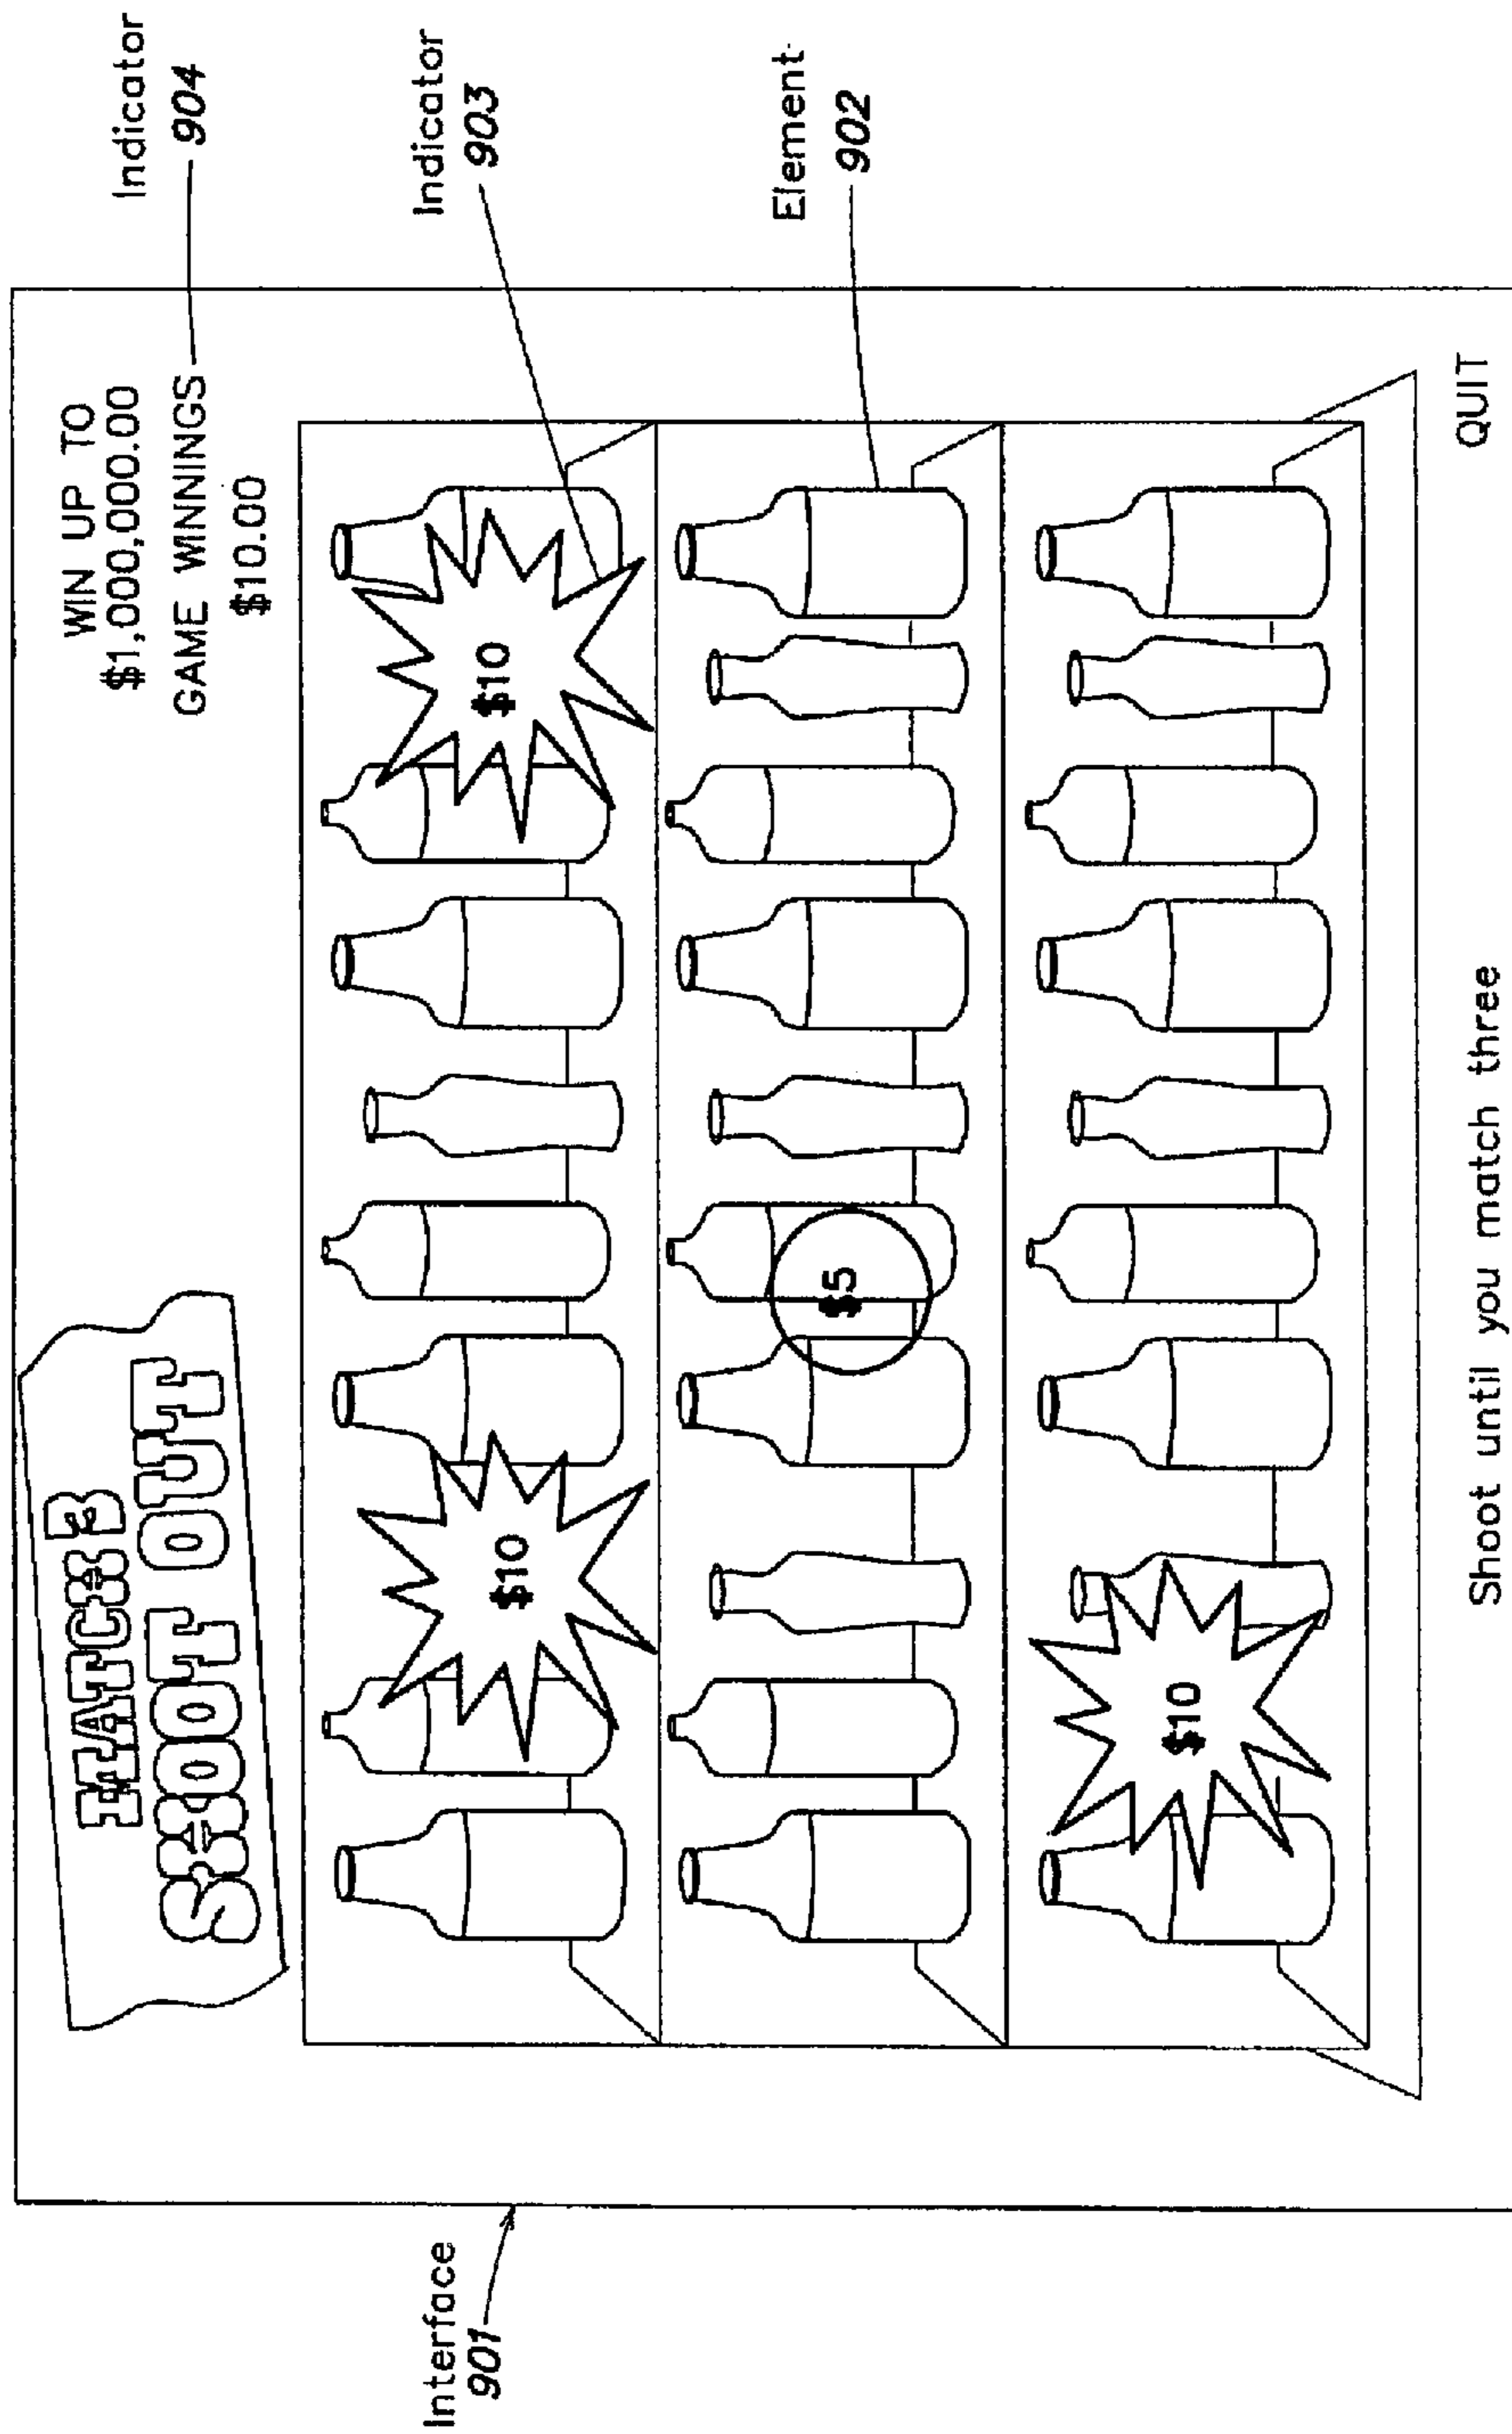 MATCH 3
SHOOT OUT
WIN UP TO
$1,000,000.00
GAME WINNINGS
$10.00
Indicator
904
Indicator
903
Element
902
Interface
901
$10
$10
$5
$10
Shoot until you match three
QUIT